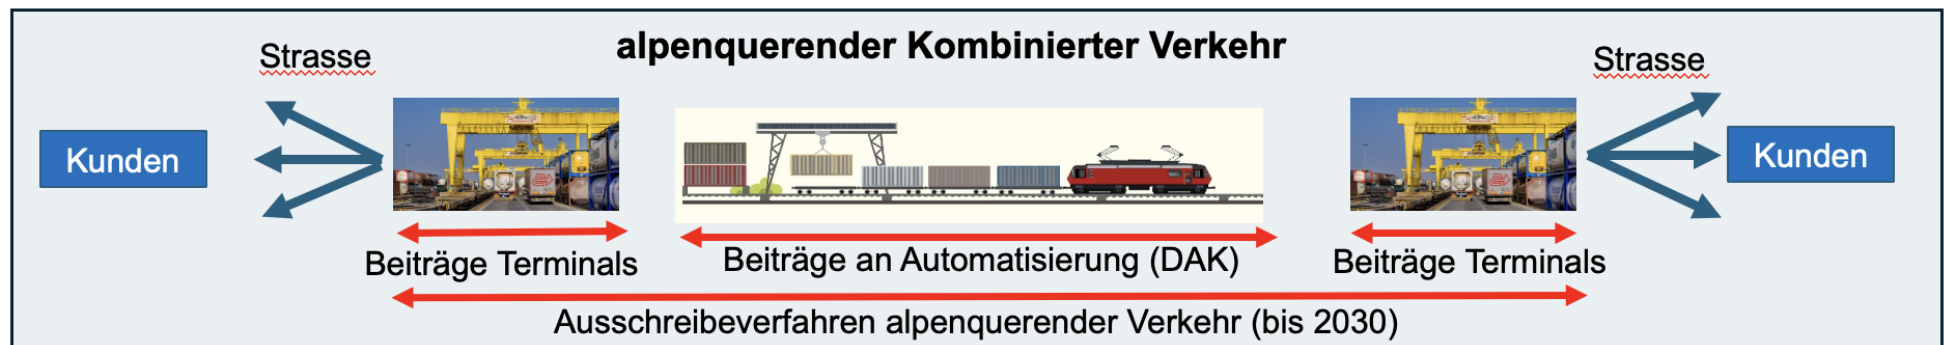 alpenquerender Kombinierter Verkehr
Strasse
Strasse
Kunden
Kunden
Beiträge Terminals
Beiträge an Automatisierung (DAK)
Beiträge Terminals
Ausschreibeverfahren alpenquerender Verkehr (bis 2030)